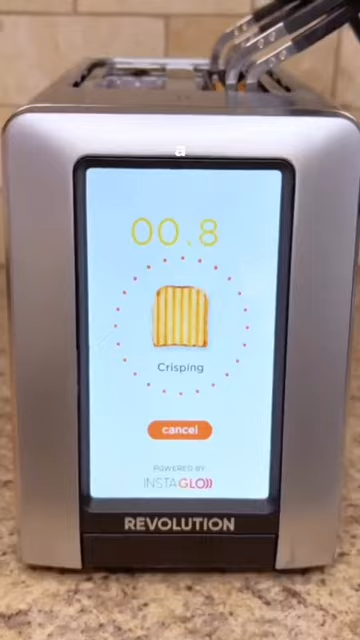 a
00.8
Crisping
cancel
POWERED BY
INSTAGLO
REVOLUTION